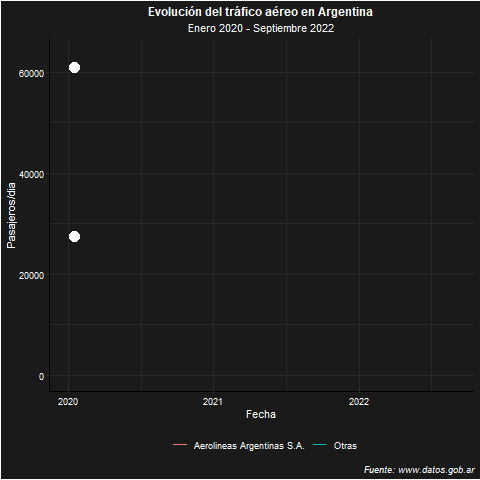 Evolución del tráfico aéreo en Argentina
Enero 2020 - Septiembre 2022
60000
40000
20000
0
Pasajeros/dia
2020 2021 2022
Fecha
Aerolineas Argentinas S.A. Otras
Fuente: www.datos.gob.ar